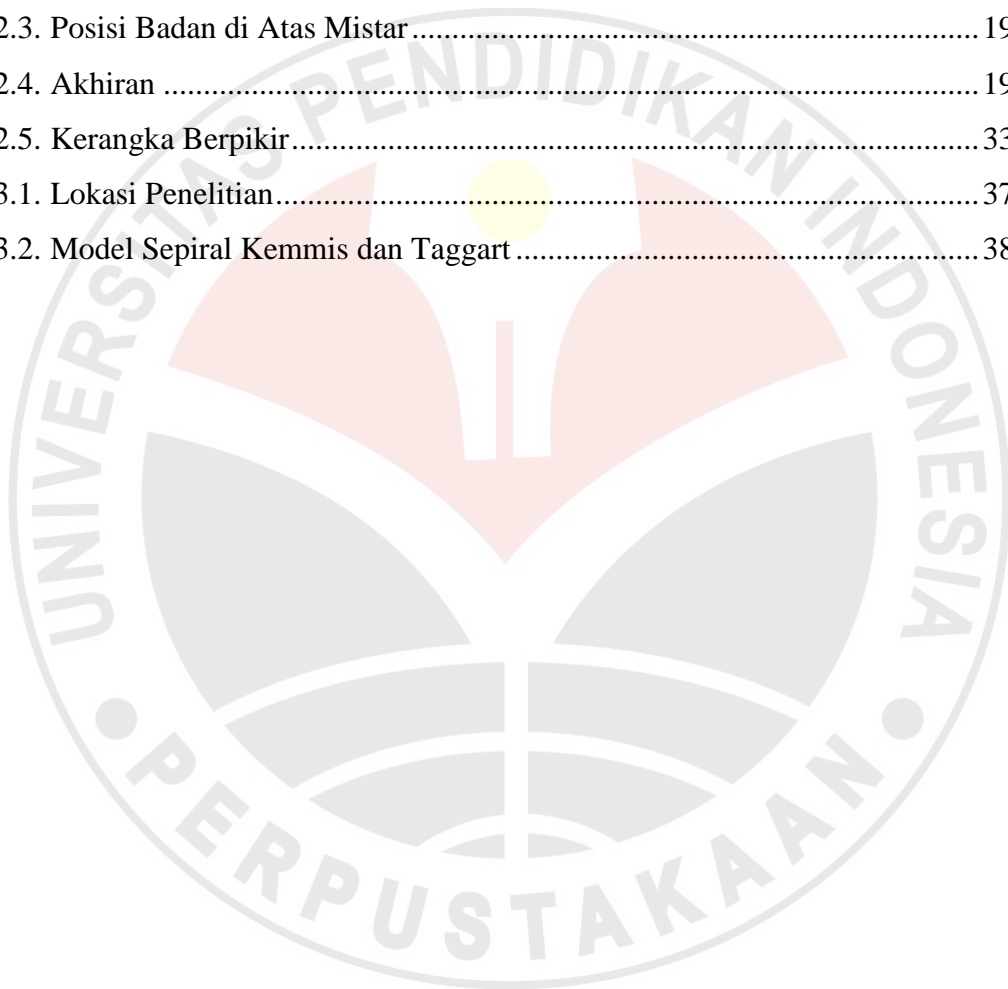 2.3. Posisi Badan di Atas Mistar ........................................................................ 19
2.4. Akhiran ........................................................................................................ 19
2.5. Kerangka Berpikir ........................................................................................ 33
3.1. Lokasi Penelitian .......................................................................................... 37
3.2. Model Sepiral Kemmis dan Taggart ........................................................... 38
UNIVERSITAS PENDIDIKAN INDONESIA
PERPUSTAKAAN